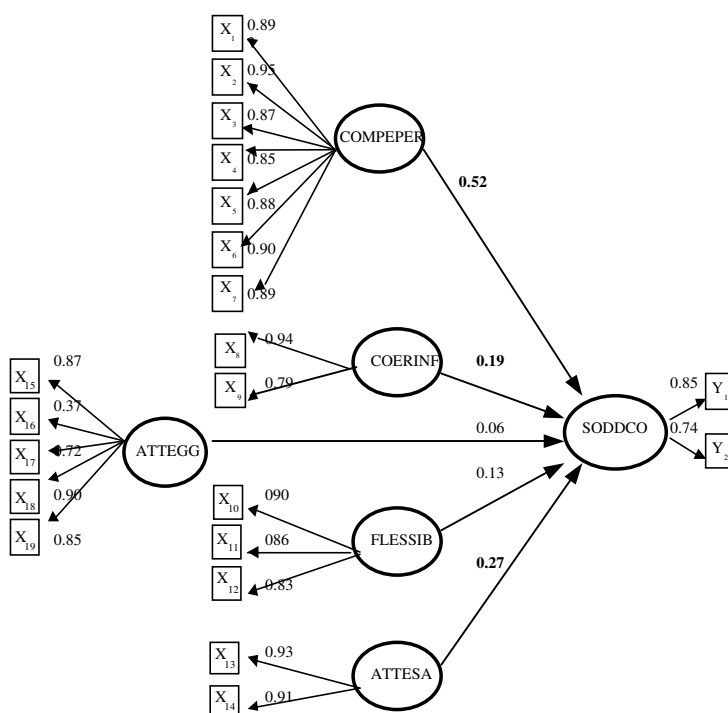 X1 0.89
X2 0.95
X3 0.87
X4 0.85
X5 0.88
X6 0.90
X7 0.89
COMPEPER
0.52
X8 0.94
X9 0.79
COERINF
0.19
X15 0.87
X16 0.37
X17 0.72
X18 0.90
X19 0.85
ATTEGG
0.06
SODDCO
0.85 Y1
0.74 Y2
X10 090
X11 086
X12 0.83
FLESSIB
0.13
0.27
X13 0.93
X14 0.91
ATTESA